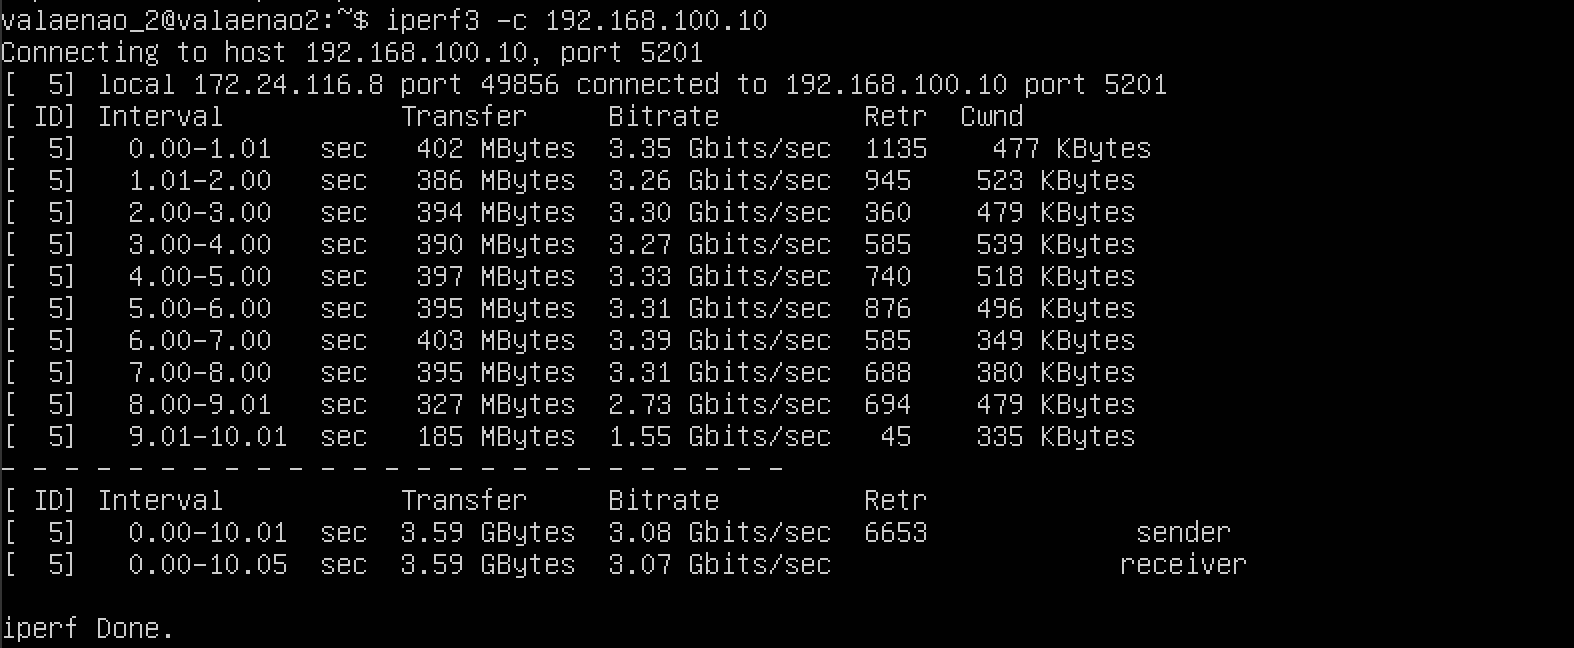 valaenao_2@valaenao2:~$ iperf3 -c 192.168.100.10
Connecting to host 192.168.100.10, port 5201
[  5] local 172.24.116.8 port 49856 connected to 192.168.100.10 port 5201
[ ID] Interval           Transfer     Bitrate         Retr  Cwnd
[  5]   0.00-1.01   sec   402 MBytes  3.35 Gbits/sec  1135    477 KBytes
[  5]   1.01-2.00   sec   386 MBytes  3.26 Gbits/sec  945    523 KBytes
[  5]   2.00-3.00   sec   394 MBytes  3.30 Gbits/sec  360    479 KBytes
[  5]   3.00-4.00   sec   390 MBytes  3.27 Gbits/sec  585    539 KBytes
[  5]   4.00-5.00   sec   397 MBytes  3.33 Gbits/sec  740    518 KBytes
[  5]   5.00-6.00   sec   395 MBytes  3.31 Gbits/sec  876    496 KBytes
[  5]   6.00-7.00   sec   403 MBytes  3.39 Gbits/sec  585    349 KBytes
[  5]   7.00-8.00   sec   395 MBytes  3.31 Gbits/sec  688    380 KBytes
[  5]   8.00-9.01   sec   327 MBytes  2.73 Gbits/sec  694    479 KBytes
[  5]   9.01-10.01  sec   185 MBytes  1.55 Gbits/sec   45    335 KBytes
- - - - - - - - - - - - - - - - - - - - - - - - -
[ ID] Interval           Transfer     Bitrate         Retr
[  5]   0.00-10.01  sec  3.59 GBytes  3.08 Gbits/sec  6653             sender
[  5]   0.00-10.05  sec  3.59 GBytes  3.07 Gbits/sec                  receiver
iperf Done.